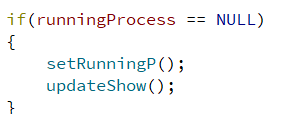 if(runningProcess == NULL)
{
    setRunningP();
    updateShow();
}